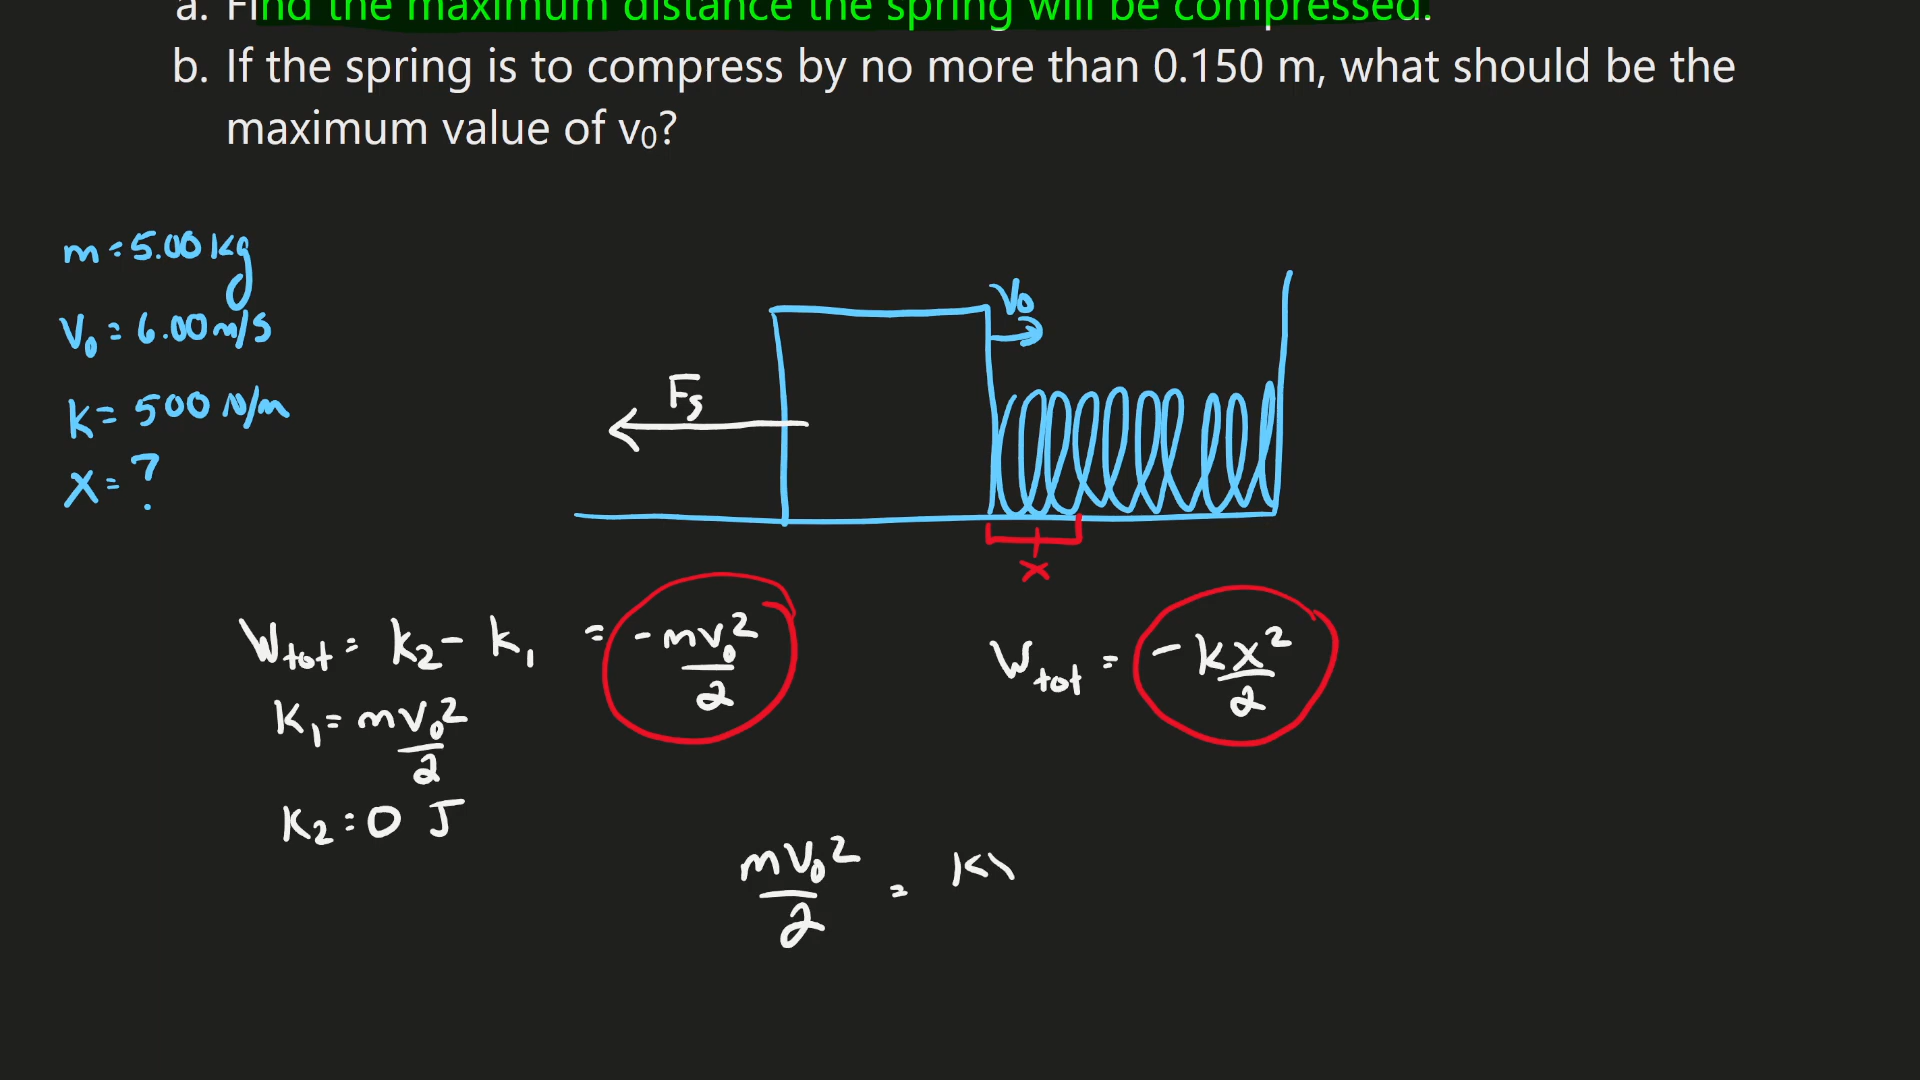 a. Find the maximum distance the spring will be compressed.
b. If the spring is to compress by no more than 0.150 m, what should be the
maximum value of v₀?
m = 5.00 kg
V₀ = 6.00 m/s
k = 500 N/m
x = ?
V₀
Fs
x
Wtot = k₂ - k₁ = -mv₀²/2
Wtot = -kx²/2
K₁ = mv₀²/2
K₂ = 0 J
mv₀²/2 = k